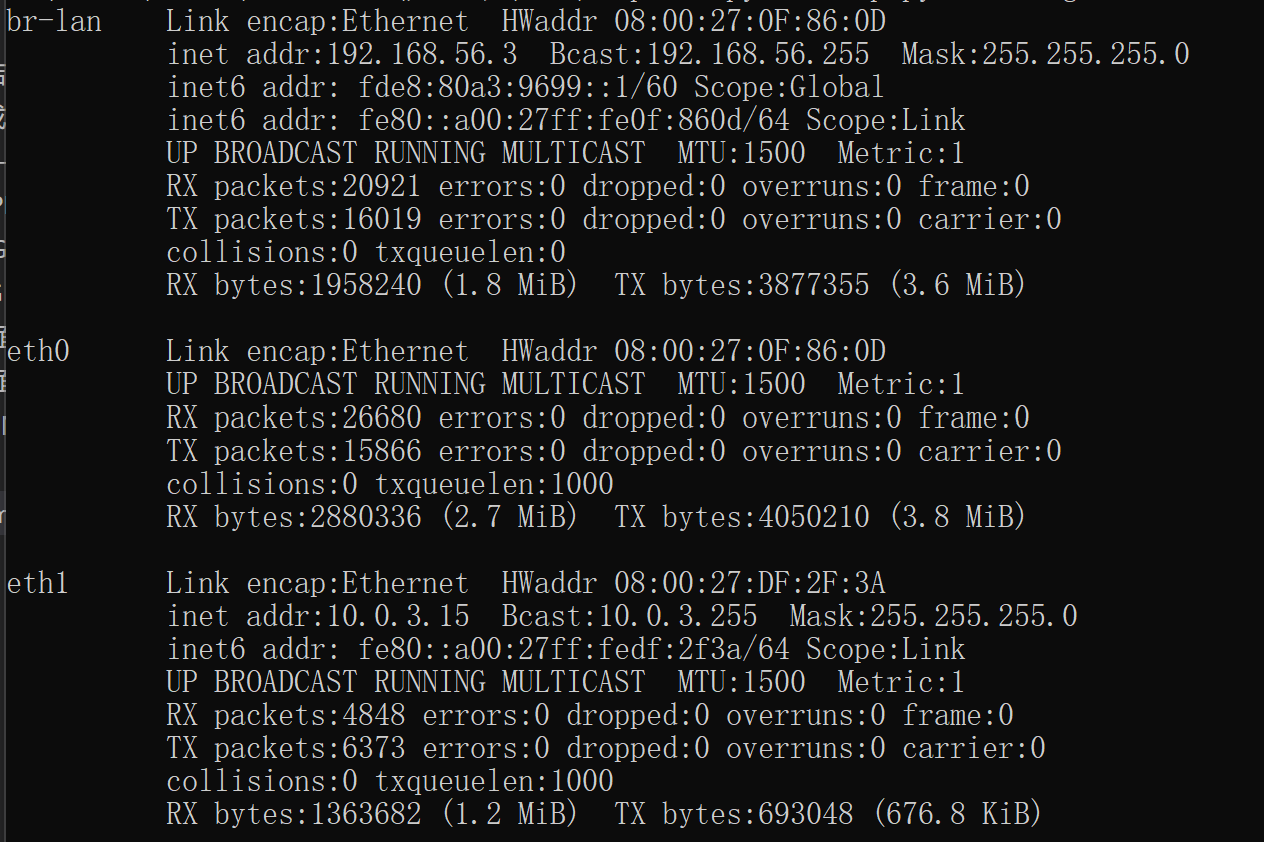 br-lan    Link encap:Ethernet  HWaddr 08:00:27:0F:86:0D
          inet addr:192.168.56.3  Bcast:192.168.56.255  Mask:255.255.255.0
          inet6 addr: fde8:80a3:9699::1/60 Scope:Global
          inet6 addr: fe80::a00:27ff:fe0f:860d/64 Scope:Link
          UP BROADCAST RUNNING MULTICAST  MTU:1500  Metric:1
          RX packets:20921 errors:0 dropped:0 overruns:0 frame:0
          TX packets:16019 errors:0 dropped:0 overruns:0 carrier:0
          collisions:0 txqueuelen:0
          RX bytes:1958240 (1.8 MiB)  TX bytes:3877355 (3.6 MiB)

eth0      Link encap:Ethernet  HWaddr 08:00:27:0F:86:0D
          UP BROADCAST RUNNING MULTICAST  MTU:1500  Metric:1
          RX packets:26680 errors:0 dropped:0 overruns:0 frame:0
          TX packets:15866 errors:0 dropped:0 overruns:0 carrier:0
          collisions:0 txqueuelen:1000
          RX bytes:2880336 (2.7 MiB)  TX bytes:4050210 (3.8 MiB)

eth1      Link encap:Ethernet  HWaddr 08:00:27:DF:2F:3A
          inet addr:10.0.3.15  Bcast:10.0.3.255  Mask:255.255.255.0
          inet6 addr: fe80::a00:27ff:fedf:2f3a/64 Scope:Link
          UP BROADCAST RUNNING MULTICAST  MTU:1500  Metric:1
          RX packets:4848 errors:0 dropped:0 overruns:0 frame:0
          TX packets:6373 errors:0 dropped:0 overruns:0 carrier:0
          collisions:0 txqueuelen:1000
          RX bytes:1363682 (1.2 MiB)  TX bytes:693048 (676.8 KiB)